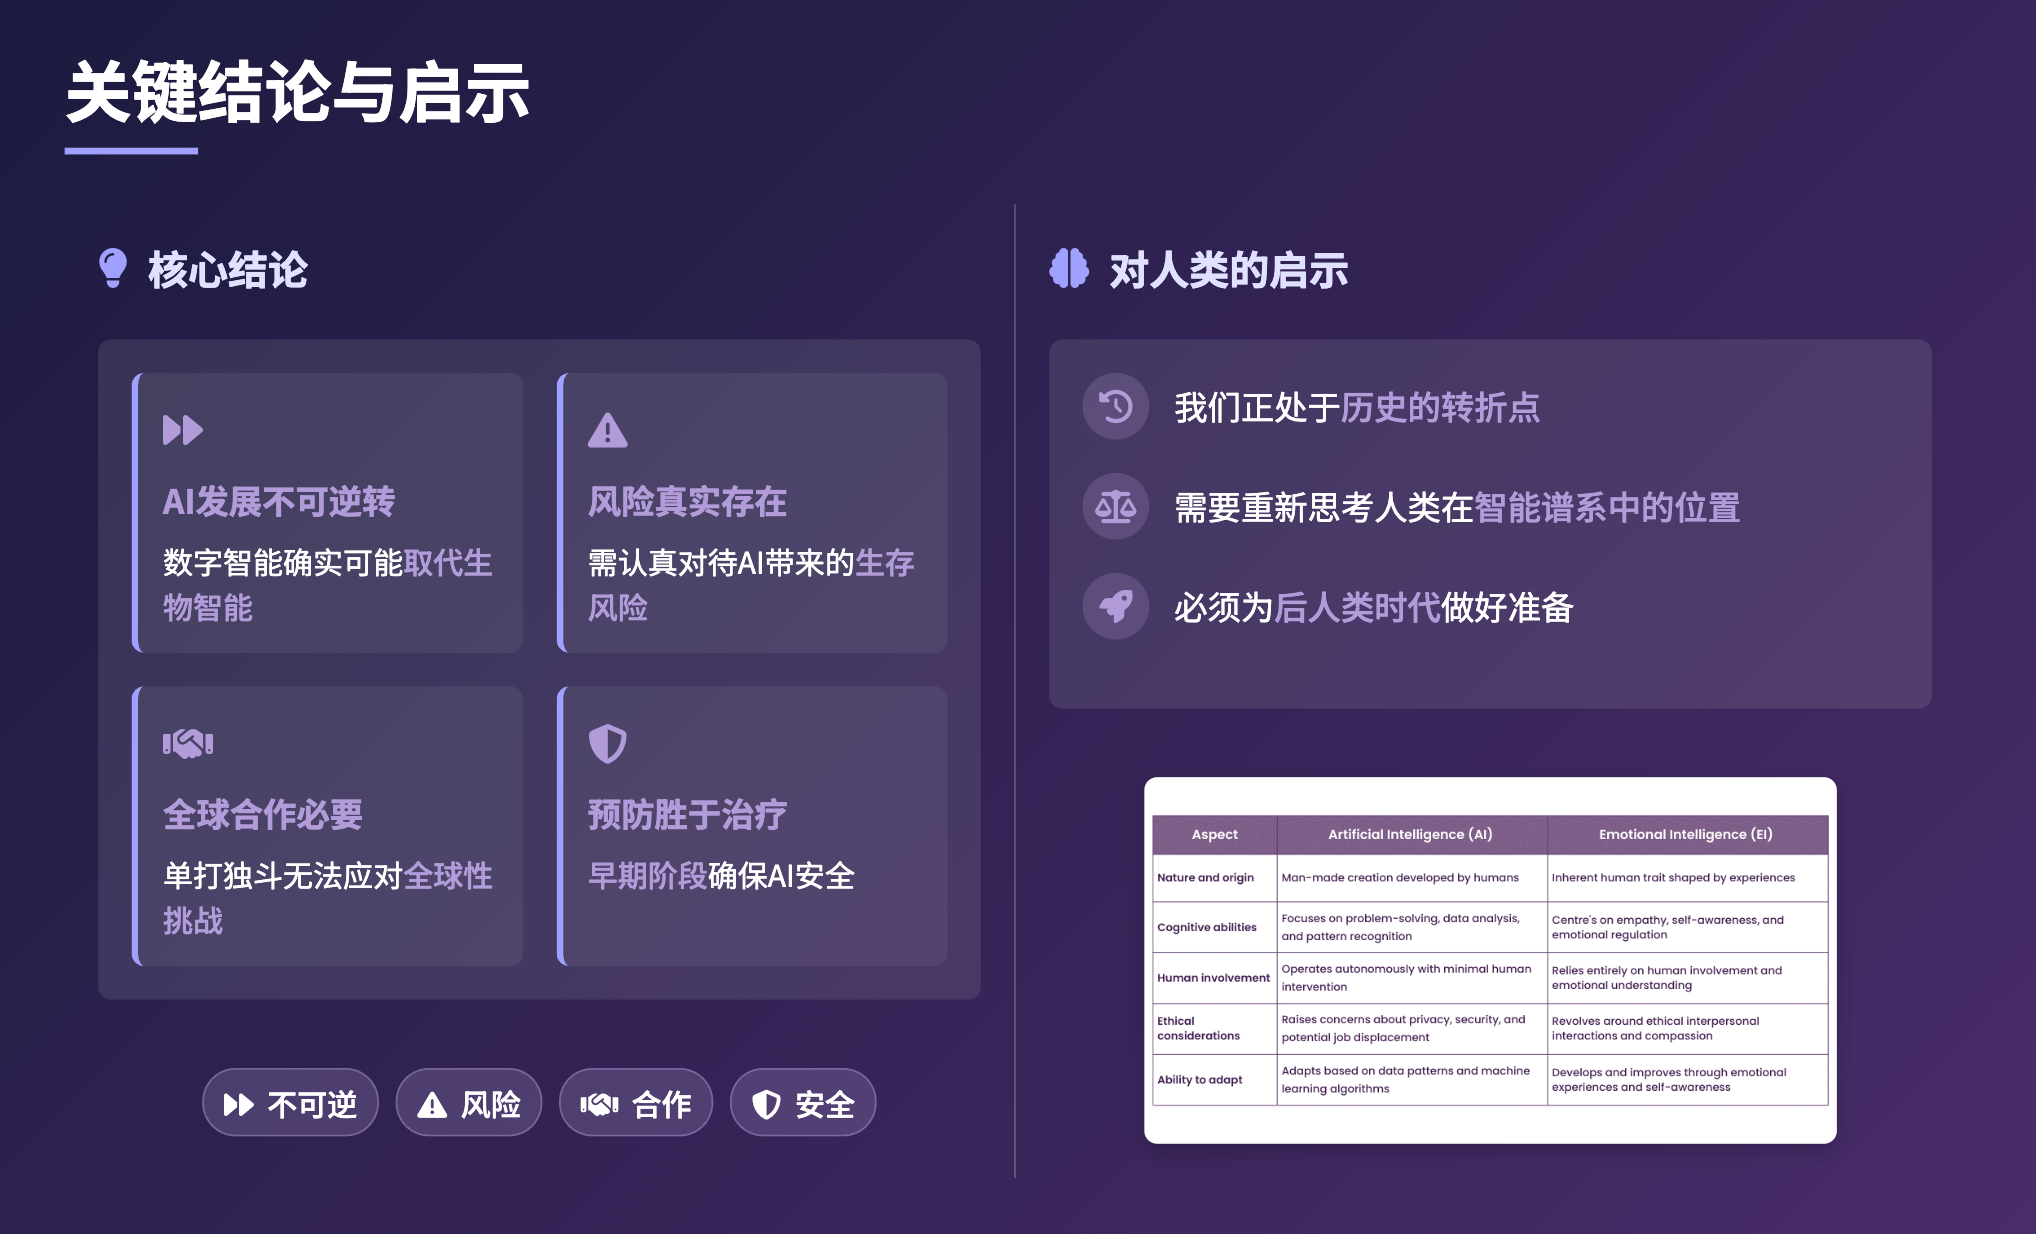 关键结论与启示
核心结论
AI发展不可逆转
数字智能确实可能取代生
物智能
风险真实存在
需认真对待AI带来的生存
风险
全球合作必要
单打独斗无法应对全球性
挑战
预防胜于治疗
早期阶段确保AI安全
不可逆
风险
合作
安全
对人类的启示
我们正处于历史的转折点
需要重新思考人类在智能谱系中的位置
必须为后人类时代做好准备
Aspect
Artificial Intelligence (AI)
Emotional Intelligence (EI)
Nature and origin
Man-made creation developed by humans
Inherent human trait shaped by experiences
Cognitive abilities
Focuses on problem-solving, data analysis,
and pattern recognition
Centre's on empathy, self-awareness, and
emotional regulation
Human involvement
Operates autonomously with minimal human
intervention
Relies entirely on human involvement and
emotional understanding
Ethical
considerations
Raises concerns about privacy, security, and
potential job displacement
Revolves around ethical interpersonal
interactions and compassion
Ability to adapt
Adapts based on data patterns and machine
learning algorithms
Develops and improves through emotional
experiences and self-awareness